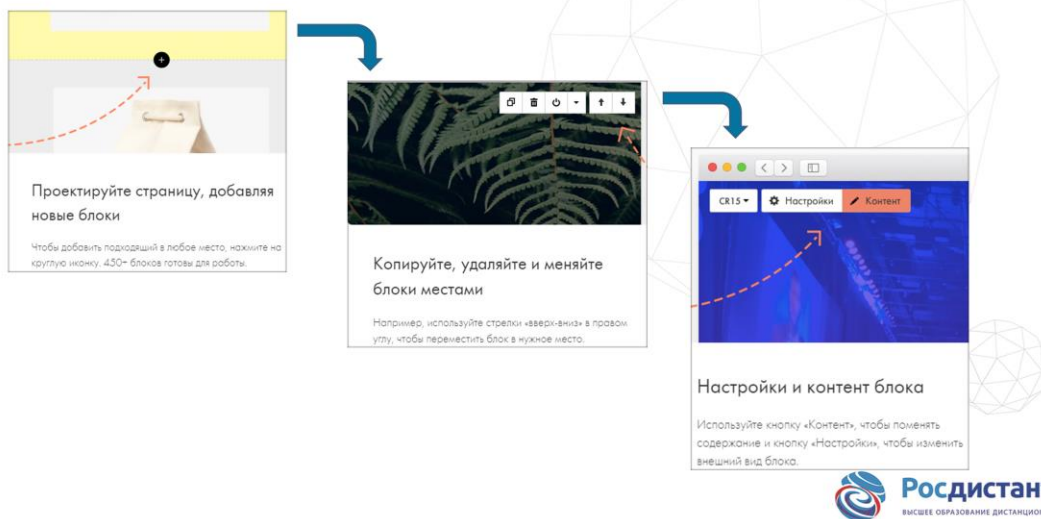 Проектируйте страницу, добавляя
новые блоки
Чтобы добавить подходящий в любое место, нажмите на
круглую иконку. 450+ блоков готовы для работы.
Копируйте, удаляйте и меняйте
блоки местами
Например, используйте стрелки «вверх-вниз» в правом
углу, чтобы переместить блок в нужное место.
CR15 Настройки Контент
Настройки и контент блока
Используйте кнопку «Контент», чтобы поменять
содержание и кнопку «Настройки», чтобы изменить
внешний вид блока.
Росдистан
ВЫСШЕЕ ОБРАЗОВАНИЕ ДИСТАНЦИОН